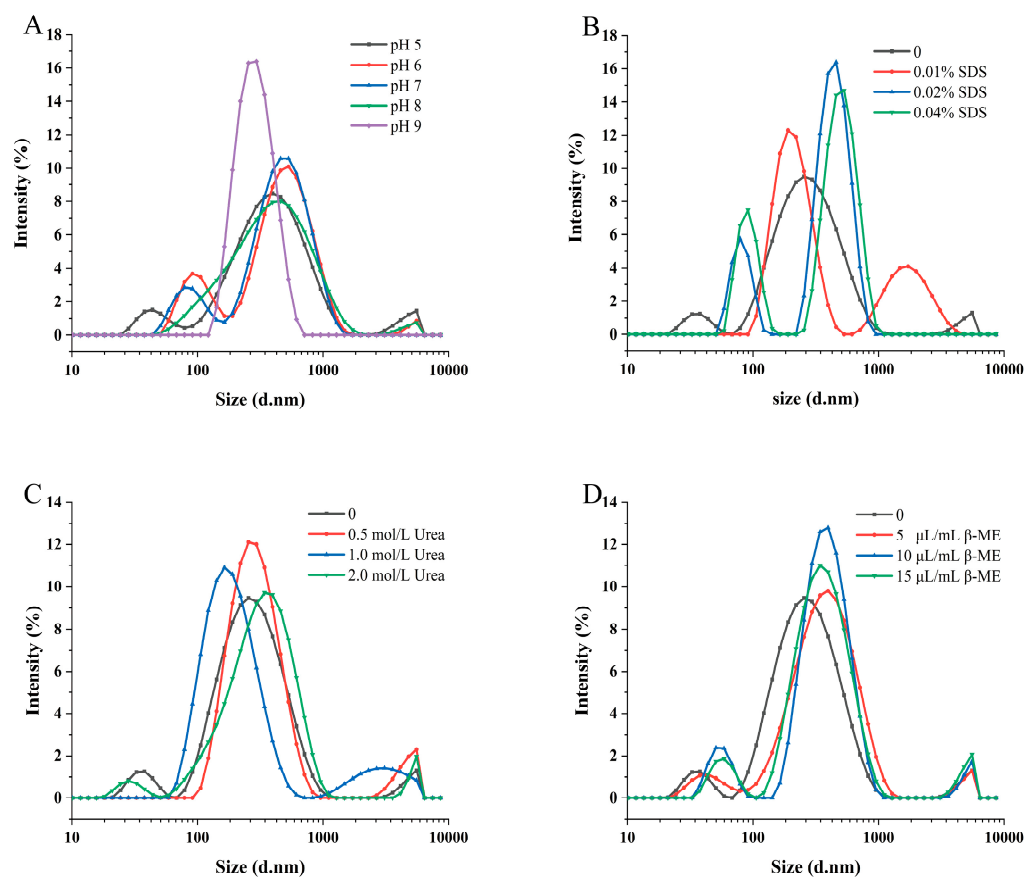 A
18
16
14
12
10
8
6
4
2
0
Intensity (%)
pH 5
pH 6
pH 7
pH 8
pH 9
10
100
1000
10000
Size (d.nm)
B
18
16
14
12
10
8
6
4
2
0
Intensity (%)
0
0.01% SDS
0.02% SDS
0.04% SDS
10
100
1000
10000
size (d.nm)
C
14
12
10
8
6
4
2
0
Intensity (%)
0
0.5 mol/L Urea
1.0 mol/L Urea
2.0 mol/L Urea
10
100
1000
10000
Size (d.nm)
D
14
12
10
8
6
4
2
0
Intensity (%)
0
5 μL/mL β-ME
10 μL/mL β-ME
15 μL/mL β-ME
10
100
1000
10000
Size (d.nm)